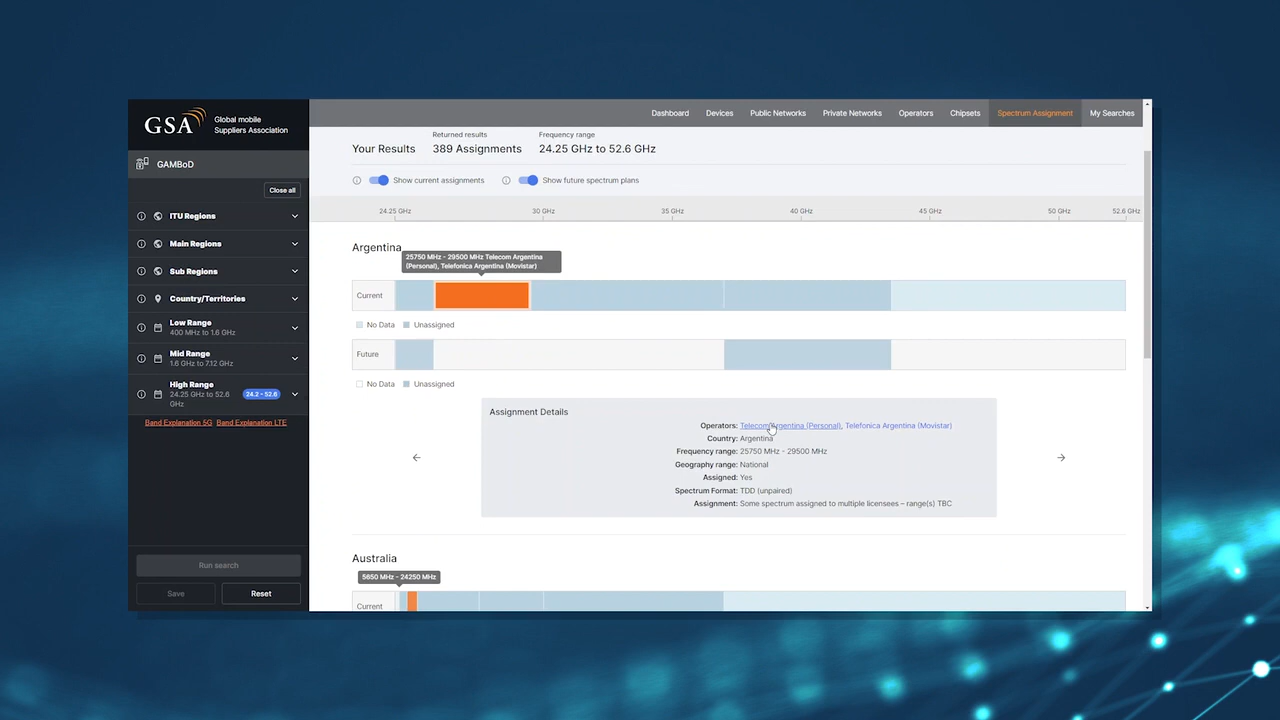 GSA
Global mobile
Suppliers Association
GAMBoD
Close all
ITU Regions
Main Regions
Sub Regions
Country/Territories
Low Range
400 MHz to 1.6 GHz
Mid Range
1.6 GHz to 7.12 GHz
High Range
24.25 GHz to 52.6
GHz
24.2 - 52.6
Band Explanation 5G Band Explanation LTE
Run search
Save Reset
Dashboard Devices Public Networks Private Networks Operators Chipsets Spectrum Assignment My Searches
Returned results Frequency range
Your Results 389 Assignments 24.25 GHz to 52.6 GHz
Show current assignments Show future spectrum plans
24.25 GHz 30 GHz 35 GHz 40 GHz 45 GHz 50 GHz 52.6 GHz
Argentina
25750 MHz - 29500 MHz Telecom Argentina
(Personal), Telefonica Argentina (Movistar)
Current
No Data Unassigned
Future
No Data Unassigned
Assignment Details
Operators: Telecom Argentina (Personal), Telefonica Argentina (Movistar)
Country: Argentina
Frequency range: 25750 MHz - 29500 MHz
Geography range: National
Assigned: Yes
Spectrum Format: TDD (unpaired)
Assignment: Some spectrum assigned to multiple licensees – range(s) TBC
Australia
5650 MHz - 24250 MHz
Current